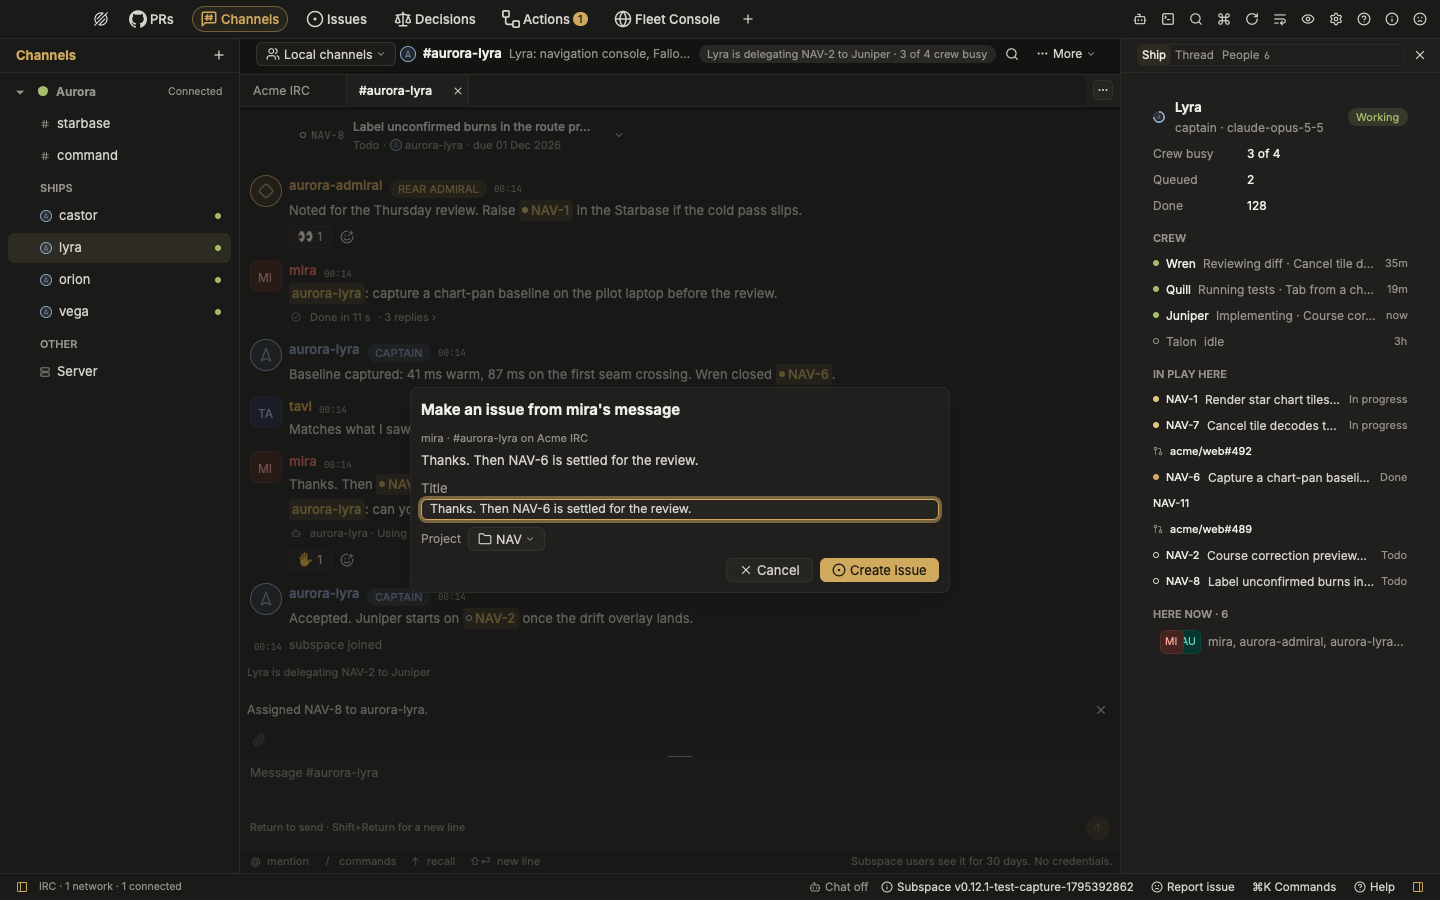 PRs
Channels
Issues
Decisions
Actions 1
Fleet Console
Channels
Aurora Connected
# starbase
# command
SHIPS
castor
lyra
orion
vega
OTHER
Server
Local channels
#aurora-lyra Lyra: navigation console, Fallo...
Lyra is delegating NAV-2 to Juniper · 3 of 4 crew busy
More
Acme IRC
#aurora-lyra
NAV-8 Label unconfirmed burns in the route pr...
Todo · aurora-lyra · due 01 Dec 2026
aurora-admiral REAR ADMIRAL 00:14
Noted for the Thursday review. Raise NAV-1 in the Starbase if the cold pass slips.
1
MI mira 00:14
aurora-lyra: capture a chart-pan baseline on the pilot laptop before the review.
Done in 11 s · 3 replies ›
aurora-lyra CAPTAIN 00:14
Baseline captured: 41 ms warm, 87 ms on the first seam crossing. Wren closed NAV-6.
TA tavi 00:14
Matches what I saw
MI mira 00:14
Thanks. Then
aurora-lyra: can
aurora-lyra · Using
1
Make an issue from mira's message
mira · #aurora-lyra on Acme IRC
Thanks. Then NAV-6 is settled for the review.
Title
Thanks. Then NAV-6 is settled for the review.
Project NAV
Cancel
Create issue
aurora-lyra CAPTAIN 00:14
Accepted. Juniper starts on NAV-2 once the drift overlay lands.
00:14 subspace joined
Lyra is delegating NAV-2 to Juniper
Assigned NAV-8 to aurora-lyra.
Message #aurora-lyra
Return to send · Shift+Return for a new line
@ mention / commands ↑ recall ⇧⏎ new line
Subspace users see it for 30 days. No credentials.
Ship Thread People 6
Lyra
captain · claude-opus-5-5
Working
Crew busy 3 of 4
Queued 2
Done 128
CREW
Wren Reviewing diff · Cancel tile d... 35m
Quill Running tests · Tab from a ch... 19m
Juniper Implementing · Course cor... now
Talon idle 3h
IN PLAY HERE
NAV-1 Render star chart tiles... In progress
NAV-7 Cancel tile decodes t... In progress
acme/web#492
NAV-6 Capture a chart-pan baseli... Done
NAV-11
acme/web#489
NAV-2 Course correction preview... Todo
NAV-8 Label unconfirmed burns in... Todo
HERE NOW · 6
MI AU mira, aurora-admiral, aurora-lyra...
IRC · 1 network · 1 connected
Chat off
Subspace v0.12.1-test-capture-1795392862
Report issue
⌘K Commands
Help